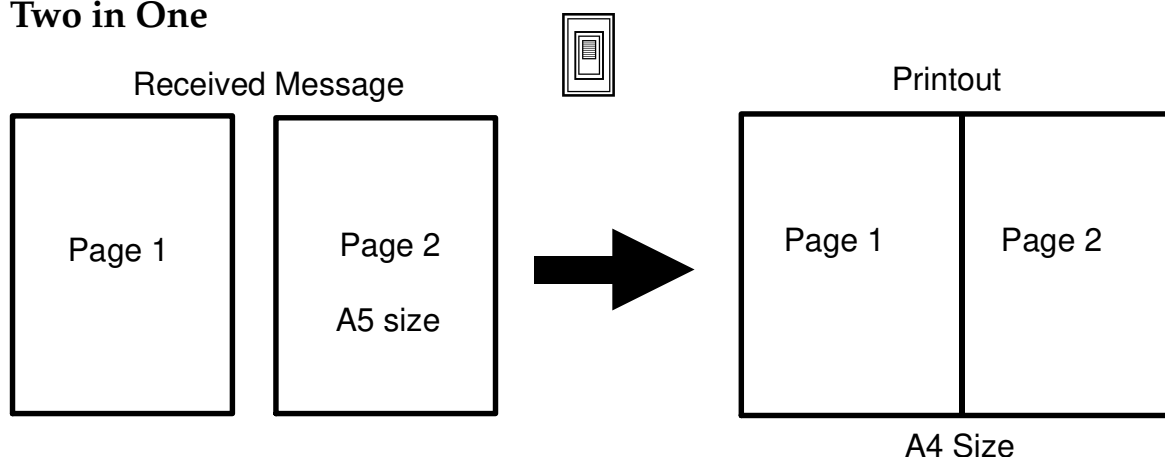 Two in One
Received Message
Printout
Page 1
Page 2
A5 size
Page 1
Page 2
A4 Size